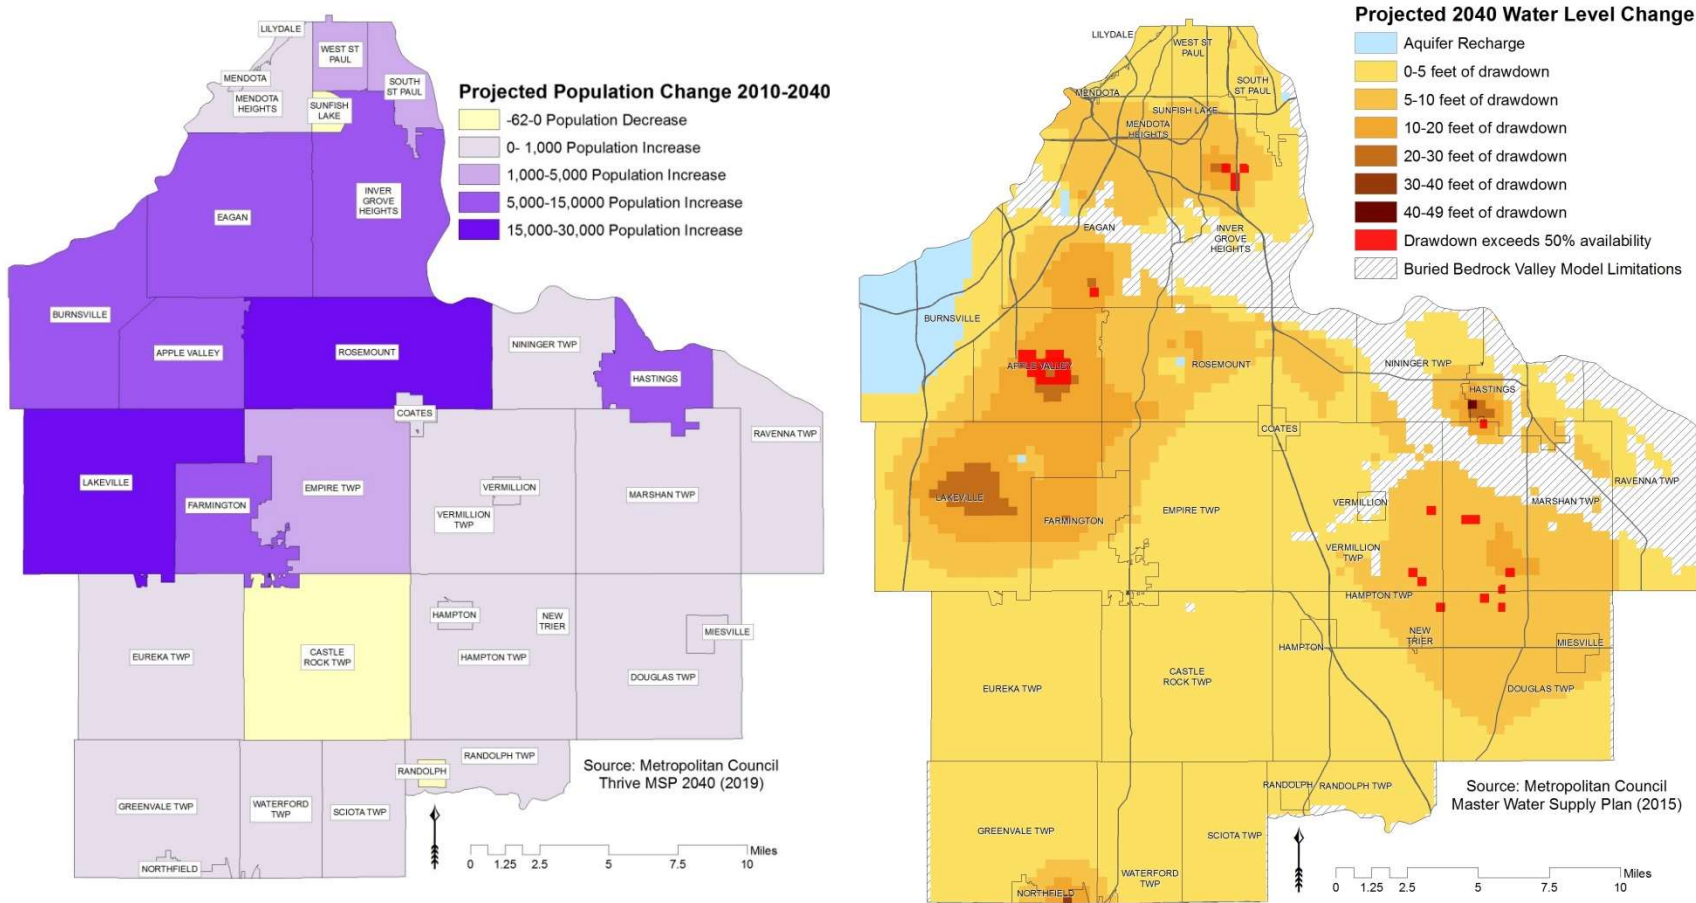 LILYDALE
WEST ST
PAUL
MENDOTA
SOUTH
ST PAUL
MENDOTA
HEIGHTS
SUNFISH
LAKE
INVER
GROVE
HEIGHTS
EAGAN
BURNSVILLE
APPLE VALLEY
ROSEMOUNT
NININGER TWP
HASTINGS
COATES
RAVENNA TWP
LAKEVILLE
FARMINGTON
EMPIRE TWP
VERMILLION
VERMILLION
TWP
MARSHAN TWP
HAMPTON
NEW
TRIER
MIESVILLE
EUREKA TWP
CASTLE
ROCK TWP
HAMPTON TWP
DOUGLAS TWP
RANDOLPH TWP
RANDOLPH
GREENVALE TWP
WATERFORD
TWP
SCIOTA TWP
NORTHFIELD
Projected Population Change 2010-2040
-62-0 Population Decrease
0- 1,000 Population Increase
1,000-5,000 Population Increase
5,000-15,0000 Population Increase
15,000-30,000 Population Increase
Source: Metropolitan Council
Thrive MSP 2040 (2019)
0 1.25 2.5 5 7.5 10
Miles
Projected 2040 Water Level Change
Aquifer Recharge
0-5 feet of drawdown
5-10 feet of drawdown
10-20 feet of drawdown
20-30 feet of drawdown
30-40 feet of drawdown
40-49 feet of drawdown
Drawdown exceeds 50% availability
Buried Bedrock Valley Model Limitations
LILYDALE
WEST ST
PAUL
SOUTH
ST PAUL
MENDOTA
SUNFISH LAKE
MENDOTA
HEIGHTS
EAGAN
INVER
GROVE
HEIGHTS
BURNSVILLE
APPLE VALLEY
ROSEMOUNT
NININGER TWP
HASTINGS
COATES
RAVENNA TWP
LAKEVILLE
FARMINGTON
EMPIRE TWP
VERMILLION
MARSHAN TWP
VERMILLION
TWP
HAMPTON TWP
NEW
TRIER
MIESVILLE
HAMPTON
EUREKA TWP
CASTLE
ROCK TWP
DOUGLAS TWP
RANDOLPH
RANDOLPH TWP
GREENVALE TWP
SCIOTA TWP
WATERFORD
TWP
NORTHFIELD
Source: Metropolitan Council
Master Water Supply Plan (2015)
Miles
0 1.25 2.5 5 7.5 10